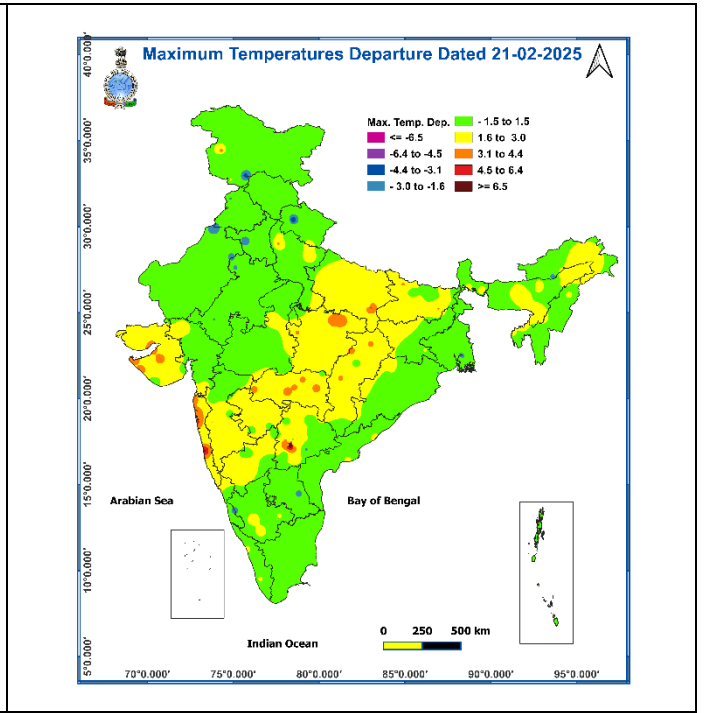 Maximum Temperatures Departure Dated 21-02-2025
Max. Temp. Dep.
<= -6.5
-6.4 to -4.5
-4.4 to -3.1
- 3.0 to -1.6
- 1.5 to 1.5
1.6 to 3.0
3.1 to 4.4
4.5 to 6.4
>= 6.5
40°0.000'
35°0.000'
30°0.000'
25°0.000'
20°0.000'
15°0.000'
10°0.000'
5°0.000'
Arabian Sea
Bay of Bengal
Indian Ocean
0 250 500 km
70°0.000' 75°0.000' 80°0.000' 85°0.000' 90°0.000' 95°0.000'